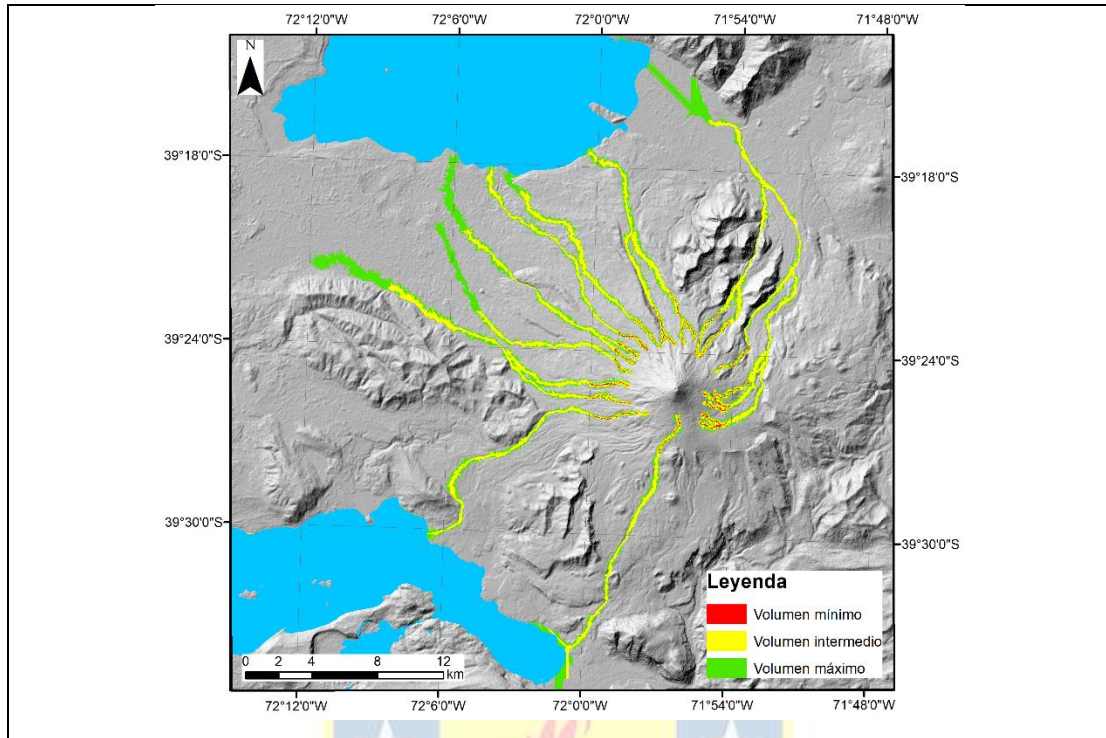 72°12'0"W 72°6'0"W 72°0'0"W 71°54'0"W 71°48'0"W
N
39°18'0"S 39°18'0"S
39°24'0"S 39°24'0"S
39°30'0"S 39°30'0"S
Leyenda
Volumen mínimo
Volumen intermedio
Volumen máximo
0 2 4 8 12
km
72°12'0"W 72°6'0"W 72°0'0"W 71°54'0"W 71°48'0"W